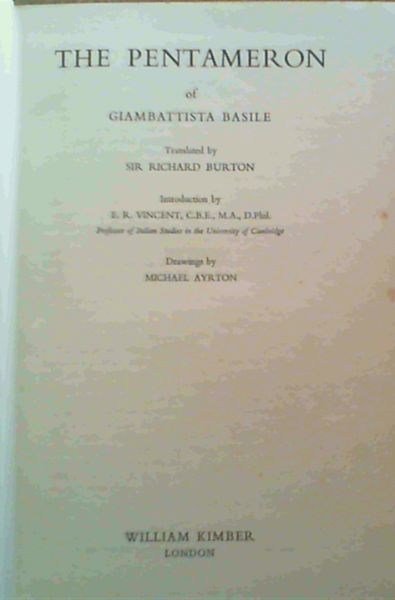 THE PENTAMERON
of
GIAMBATTISTA BASILE
Translated by
SIR RICHARD BURTON
Introduction by
E. R. VINCENT, C.B.E., M.A., D.Phil.
Professor of Italian Studies in the University of Cambridge
Drawings by
MICHAEL AYRTON
WILLIAM KIMBER
LONDON